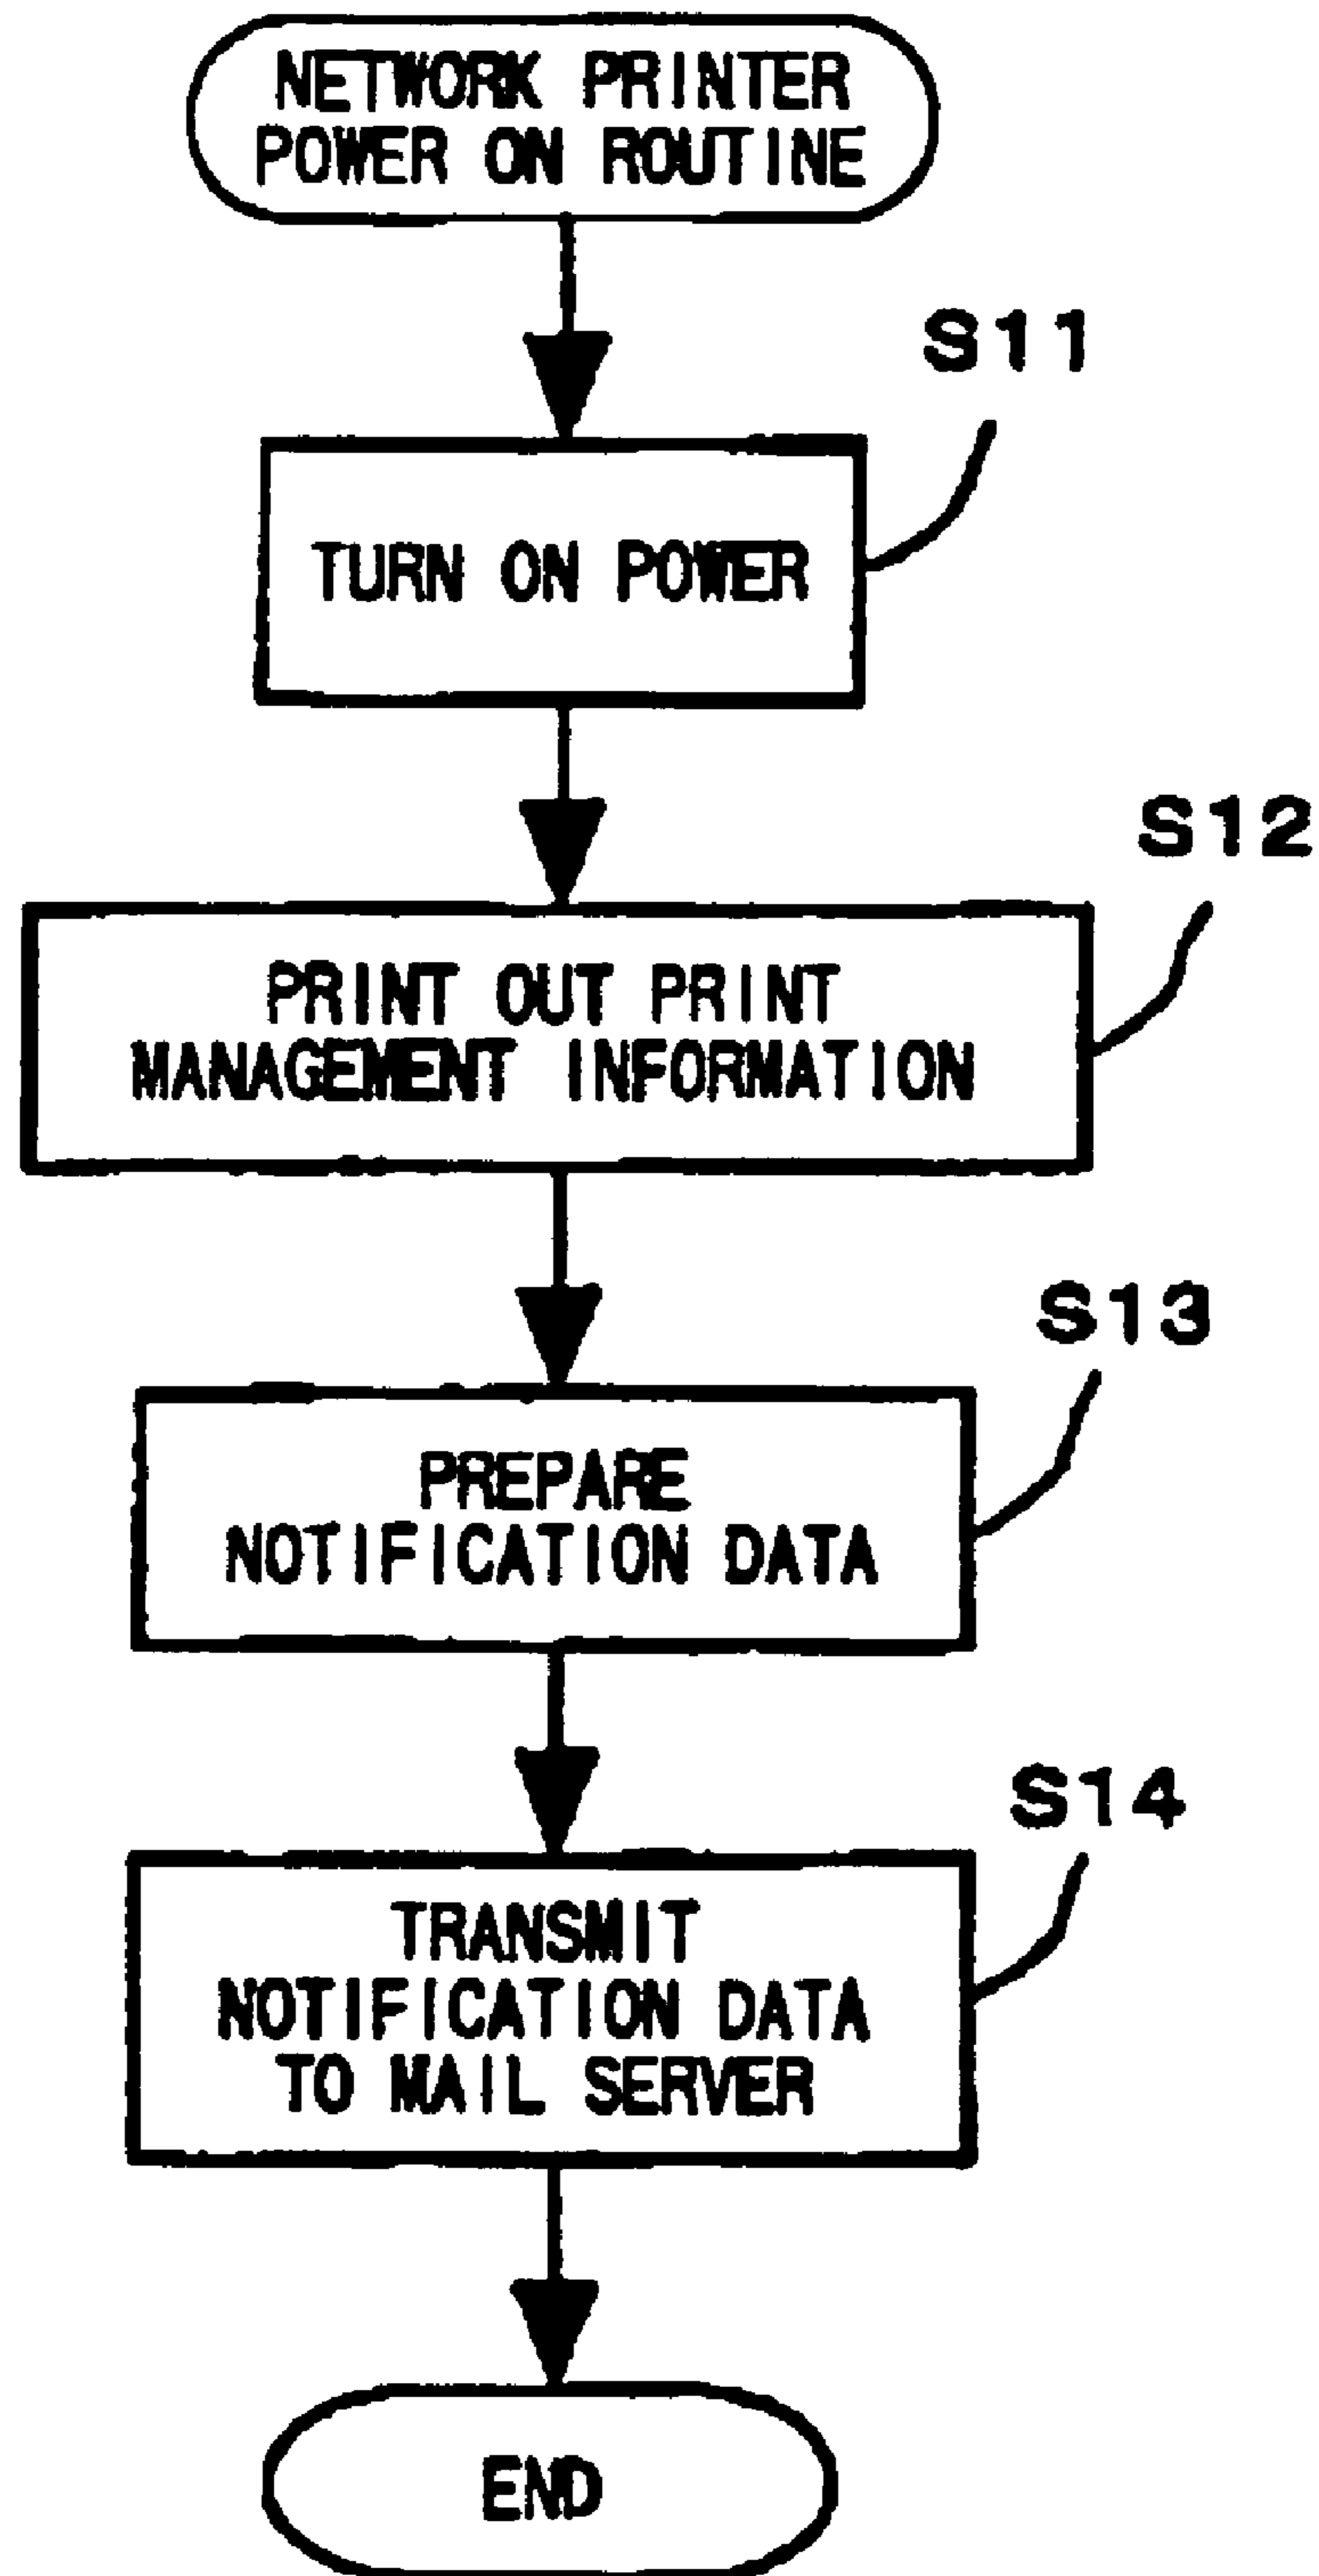 NETWORK PRINTER
POWER ON ROUTINE
S11
TURN ON POWER
S12
PRINT OUT PRINT
MANAGEMENT INFORMATION
S13
PREPARE
NOTIFICATION DATA
S14
TRANSMIT
NOTIFICATION DATA
TO MAIL SERVER
END